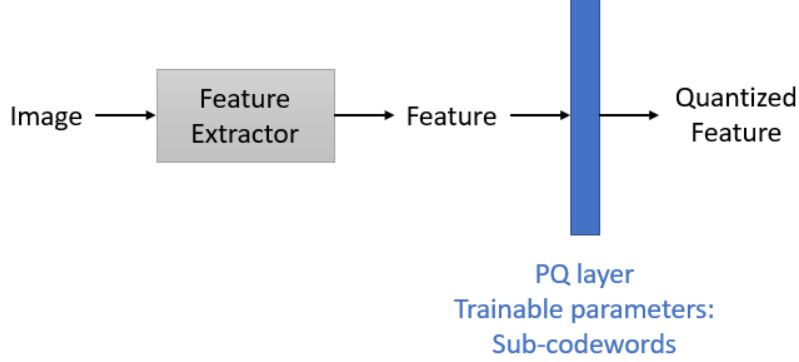 Image
Feature
Extractor
Feature
Quantized
Feature
PQ layer
Trainable parameters:
Sub-codewords